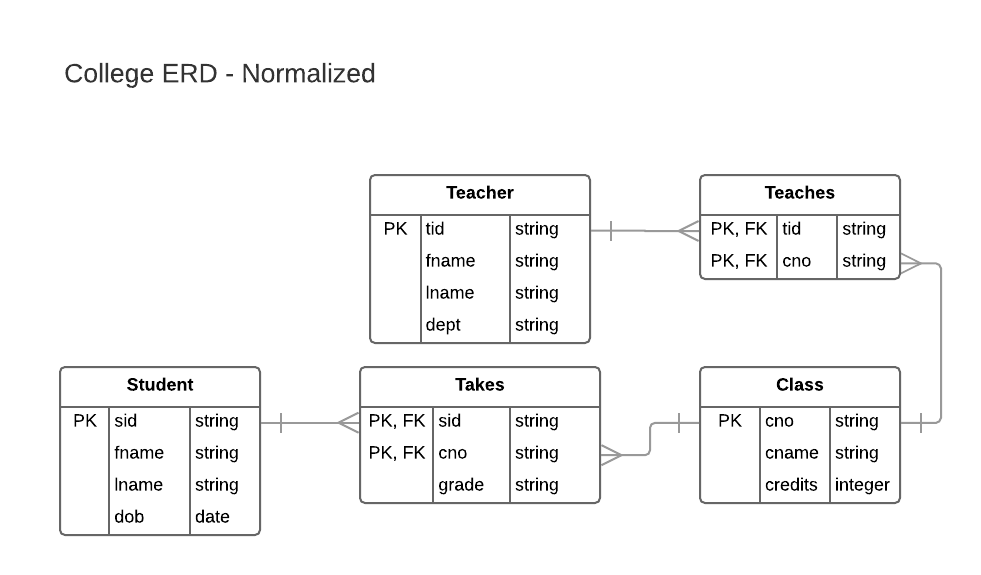 College ERD - Normalized
Teacher
PK tid string
fname string
lname string
dept string
Teaches
PK, FK tid string
PK, FK cno string
Student
PK sid string
fname string
lname string
dob date
Takes
PK, FK sid string
PK, FK cno string
grade string
Class
PK cno string
cname string
credits integer